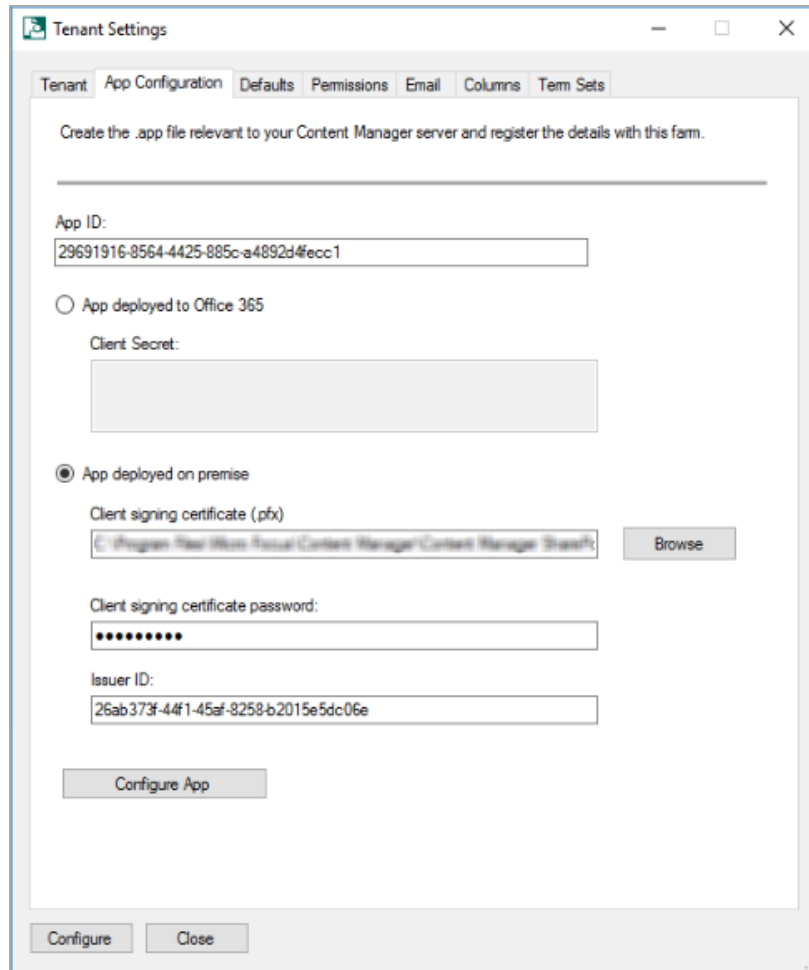 Tenant Settings
Tenant App Configuration Defaults Permissions Email Columns Term Sets
Create the .app file relevant to your Content Manager server and register the details with this farm.
App ID:
29691916-8564-4425-885c-a4892d4fecc1
App deployed to Office 365
Client Secret:
App deployed on premise
Client signing certificate (.pfx)
Browse
Client signing certificate password:
•••••••••
Issuer ID:
26ab373f-44f1-45af-8258-b2015e5dc06e
Configure App
Configure Close